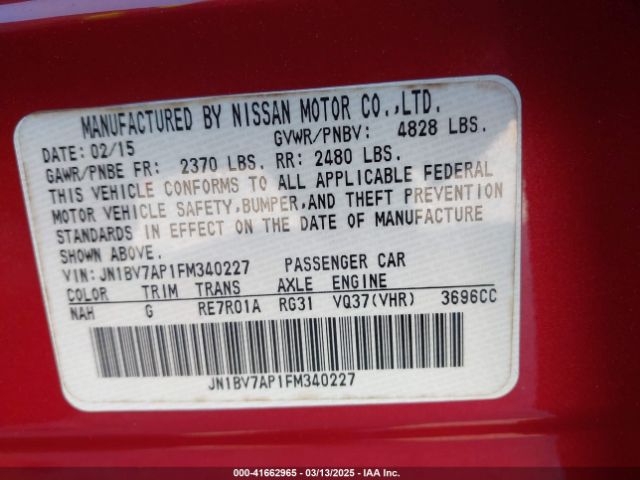 MANUFACTURED BY NISSAN MOTOR CO.,LTD.
DATE: 02/15 GVWR/PNBV: 4828 LBS.
GAWR/PNBE FR: 2370 LBS. RR: 2480 LBS.
THIS VEHICLE CONFORMS TO ALL APPLICABLE FEDERAL
MOTOR VEHICLE SAFETY,BUMPER,AND THEFT PREVENTION
STANDARDS IN EFFECT ON THE DATE OF MANUFACTURE
SHOWN ABOVE.
VIN: JN1BV7AP1FM340227 PASSENGER CAR
COLOR TRIM TRANS AXLE ENGINE
NAH G RE7R01A RG31 VQ37(VHR) 3696CC
JN1BV7AP1FM340227
000-41662965 - 03/13/2025 - IAA Inc.